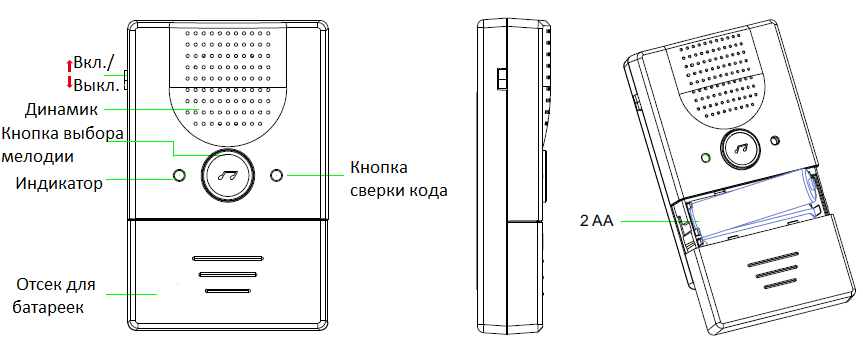 Вкл./
Выкл.
Динамик
Кнопка выбора
мелодии
Индикатор
Кнопка
сверки кода
2 AA
Отсек для
батареек